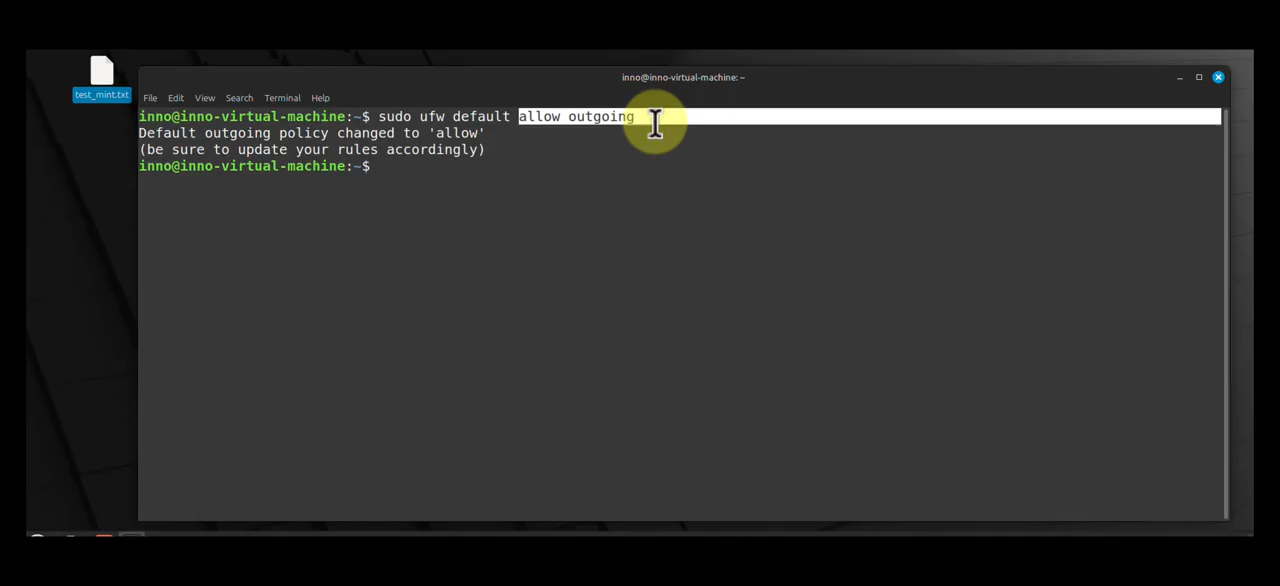 test_mint.txt
inno@inno-virtual-machine: ~
File Edit View Search Terminal Help
inno@inno-virtual-machine:~$ sudo ufw default allow outgoing
Default outgoing policy changed to 'allow'
(be sure to update your rules accordingly)
inno@inno-virtual-machine:~$